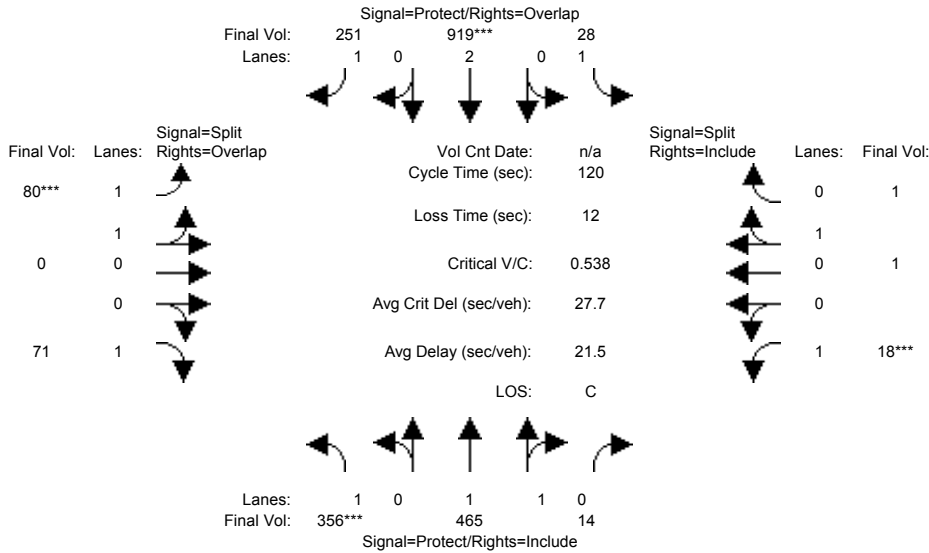 Signal=Protect/Rights=Overlap
Final Vol: 251 919*** 28
Lanes: 1 0 2 0 1
Signal=Split Signal=Split
Final Vol: Lanes: Rights=Overlap Vol Cnt Date: n/a Rights=Include Lanes: Final Vol:
Cycle Time (sec): 120
80*** 1 0 1
Loss Time (sec): 12
1 1
0 0 Critical V/C: 0.538 0 1
0 Avg Crit Del (sec/veh): 27.7 0
71 1 Avg Delay (sec/veh): 21.5 1 18***
LOS: C
Lanes: 1 0 1 1 0
Final Vol: 356*** 465 14
Signal=Protect/Rights=Include